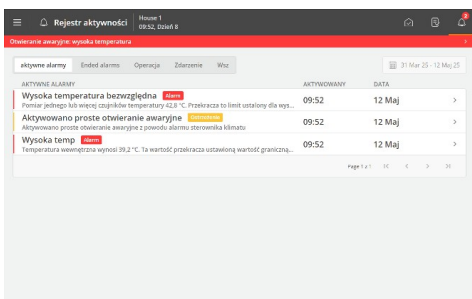 Rejestr aktywności
House 1
09:52, Dzień 8
Otwieranie awaryjne: wysoka temperatura
aktywne alarmy Ended alarms Operacja Zdarzenie Wsz
31 Mar 25 - 12 Maj 25
AKTYWNE ALARMY AKTYWOWANY DATA
Wysoka temperatura bezwzględna Alarm
Pomiar jednego lub więcej czujników temperatury 42,8 °C. Przekracza to limit ustalony dla wys...
09:52 12 Maj
Aktywowano proste otwieranie awaryjne
Aktywowano proste otwieranie awaryjne z powodu alarmu sterownika klimatu
09:52 12 Maj
Wysoka temp Alarm
Temperatura wewnętrzna wynosi 39,2 °C. Ta wartość przekracza ustawioną wartość graniczną...
09:52 12 Maj
Page 1 z 1